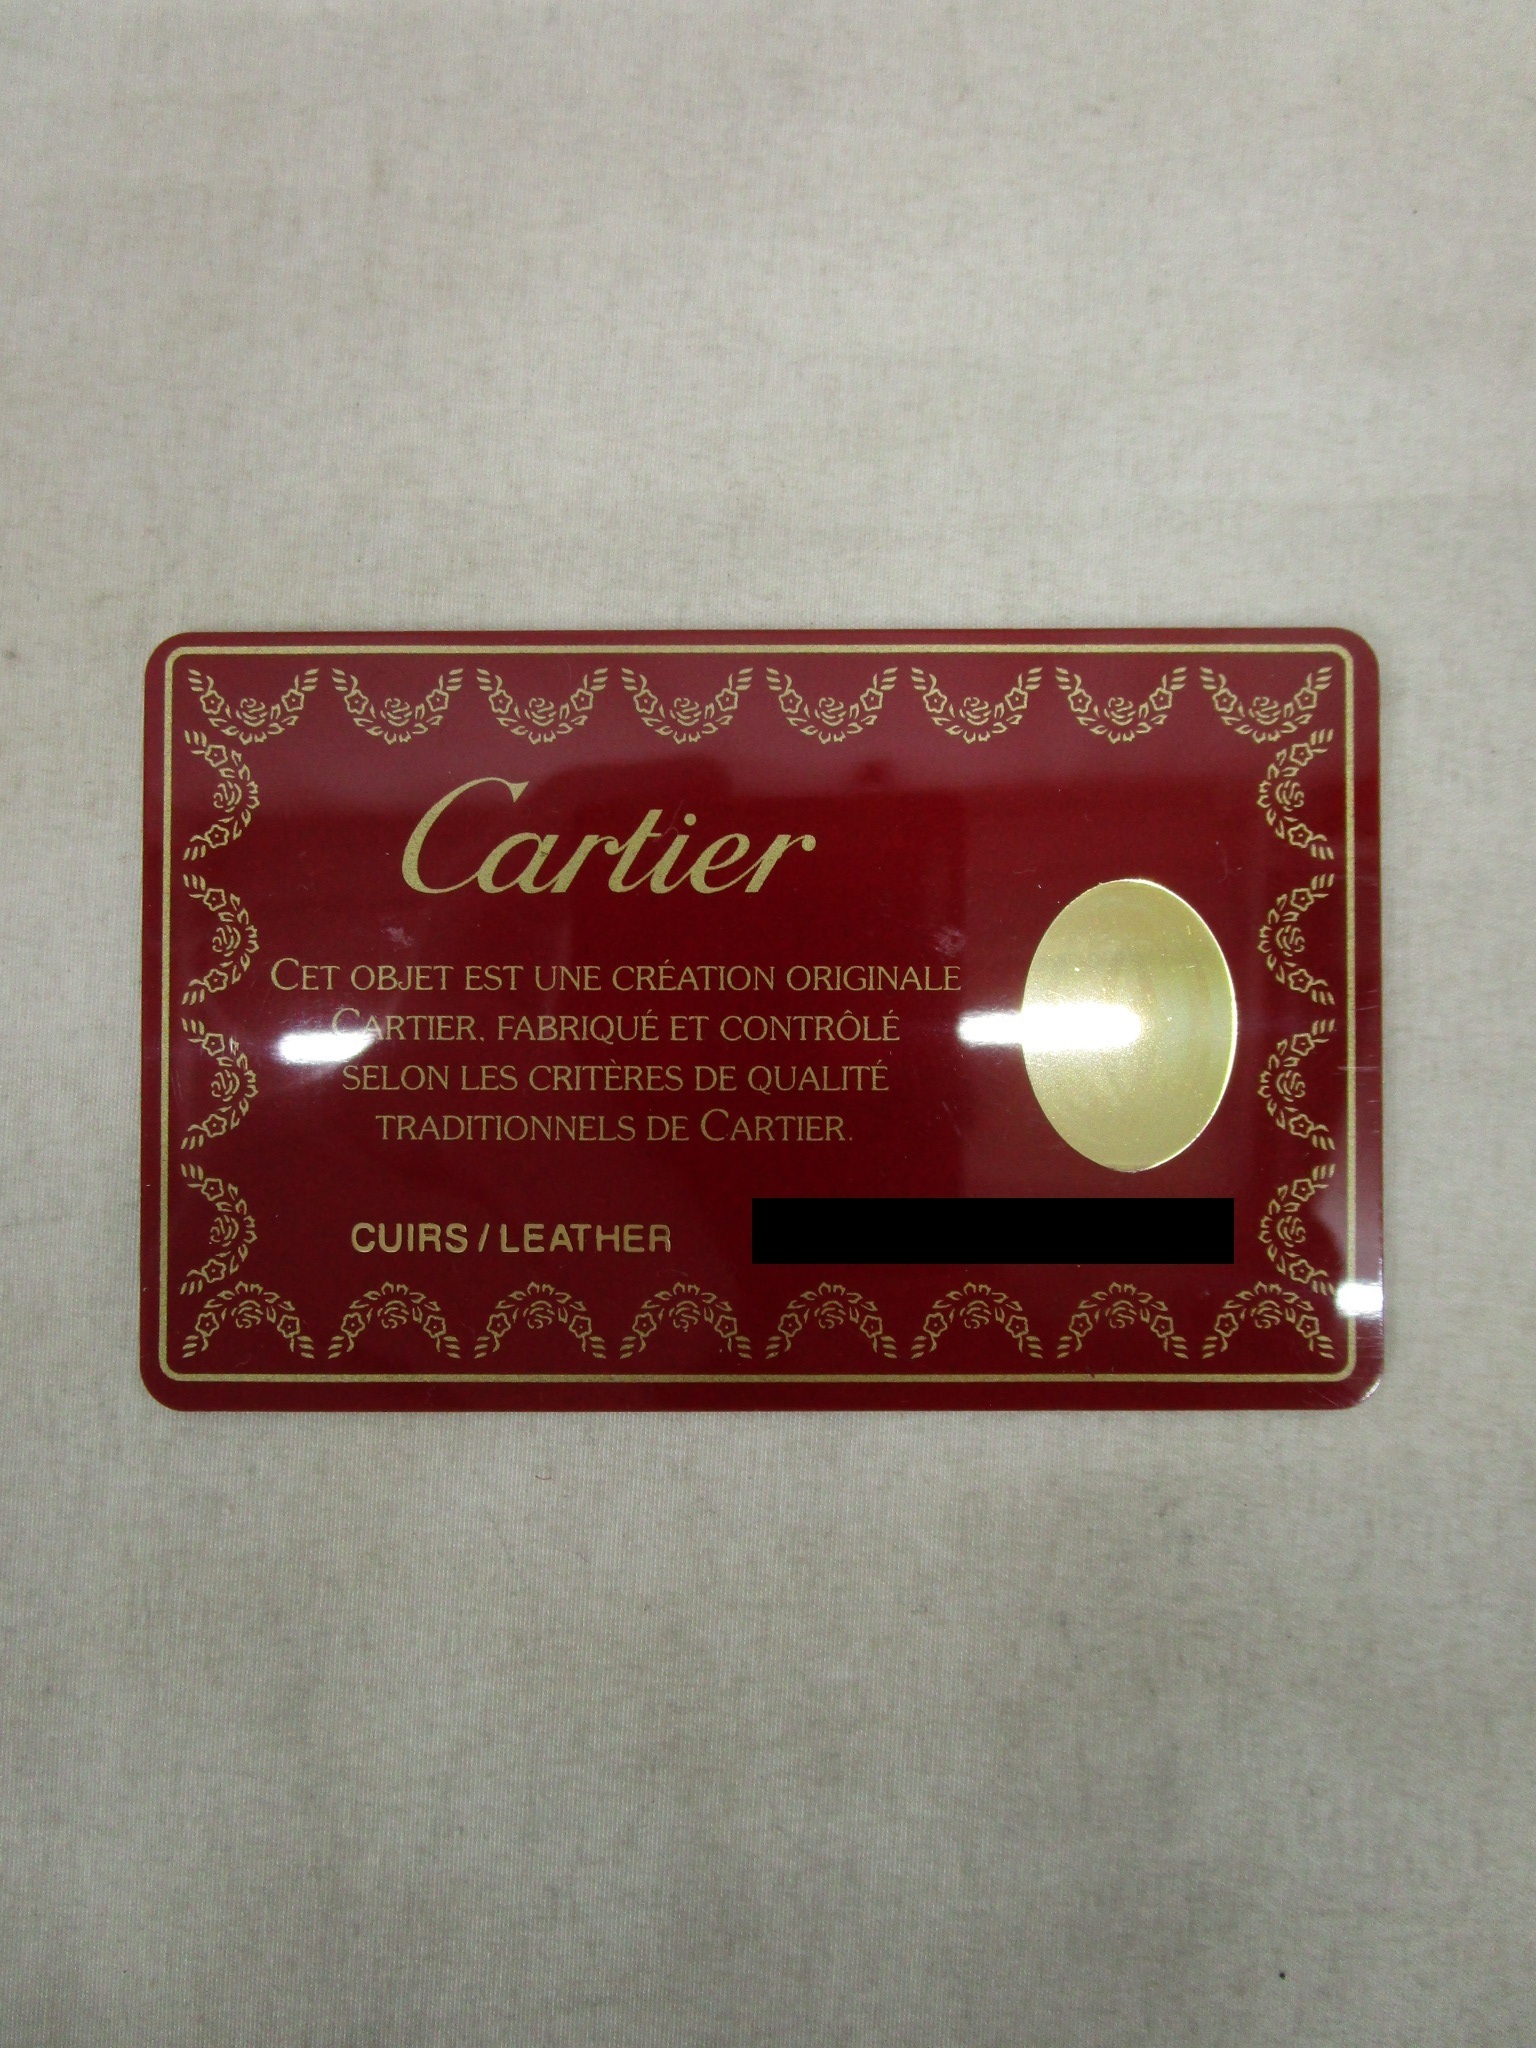 Cartier
CET OBJET EST UNE CRÉATION ORIGINALE
CARTIER, FABRIQUÉ ET CONTRÔLÉ
SELON LES CRITÈRES DE QUALITÉ
TRADITIONNELS DE CARTIER.
CUIRS / LEATHER